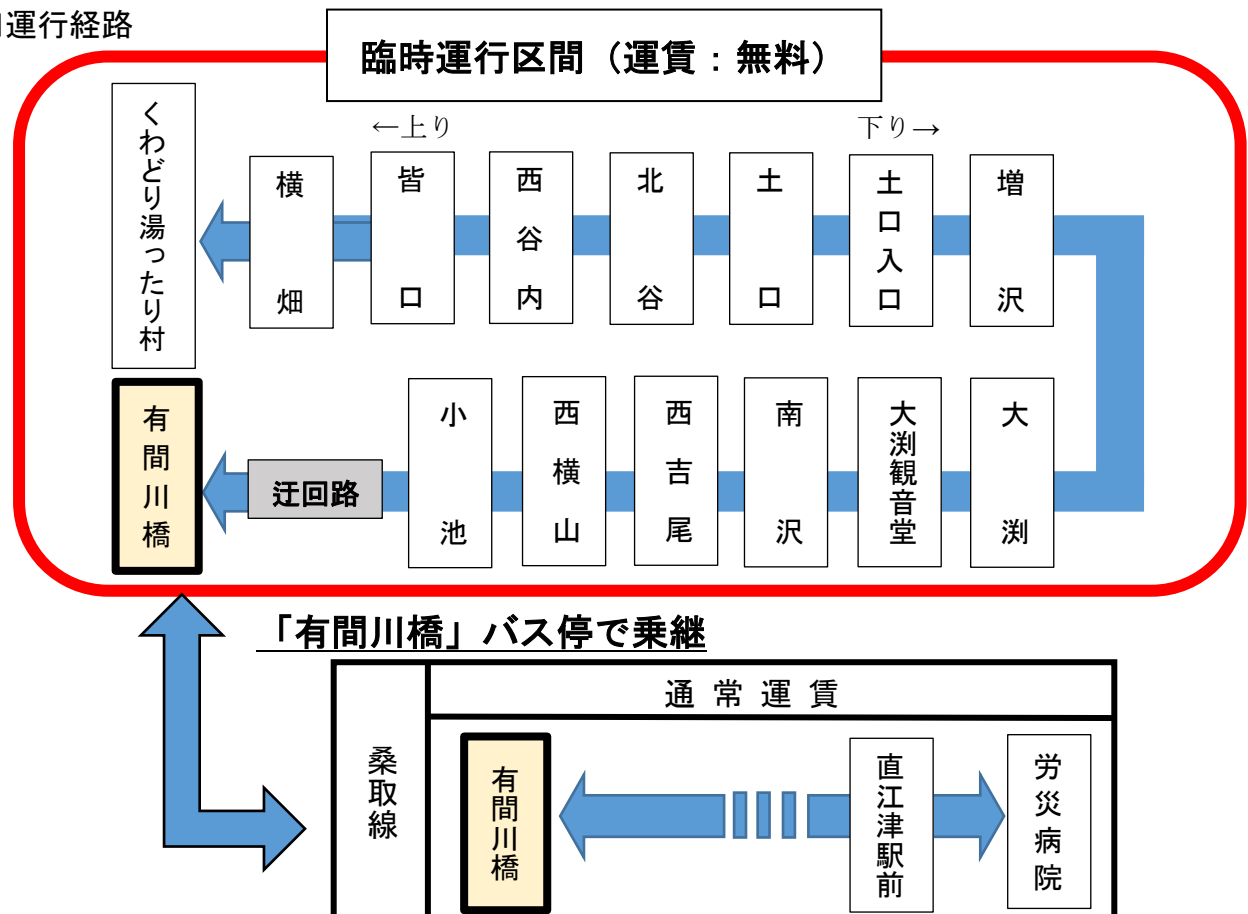 運行経路
臨時運行区間（運賃：無料）
←上り
下り→
くわどり湯ったり村
横畑
皆口
西谷内
北谷
土口
土口入口
増沢
有間川橋
迂回路
小池
西横山
西吉尾
南沢
大渕観音堂
大渕
「有間川橋」バス停で乗継
桑取線
通常運賃
有間川橋
直江津駅前
労災病院